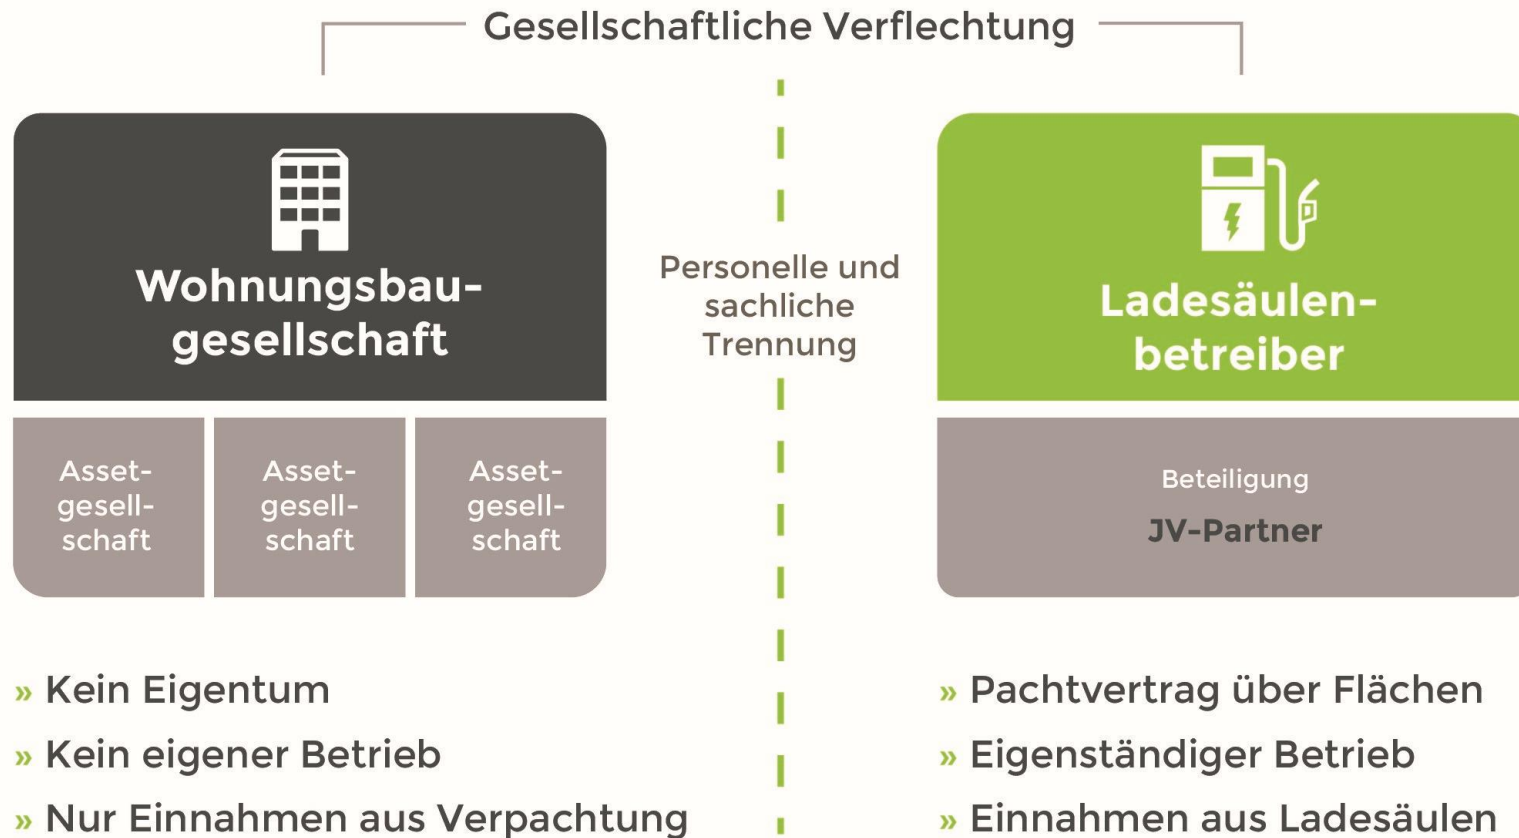 Gesellschaftliche Verflechtung
Wohnungsbau-
gesellschaft
Asset-
gesell-
schaft
Asset-
gesell-
schaft
Asset-
gesell-
schaft
» Kein Eigentum
» Kein eigener Betrieb
» Nur Einnahmen aus Verpachtung
Personelle und
sachliche
Trennung
Ladesäulen-
betreiber
Beteiligung
JV-Partner
» Pachtvertrag über Flächen
» Eigenständiger Betrieb
» Einnahmen aus Ladesäulen